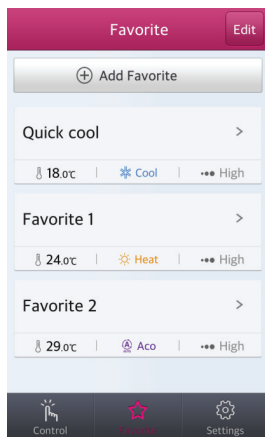 Favorite
Edit
Add Favorite
Quick cool
18.0℃ Cool High
Favorite 1
24.0℃ Heat High
Favorite 2
29.0℃ Aco High
Control Settings